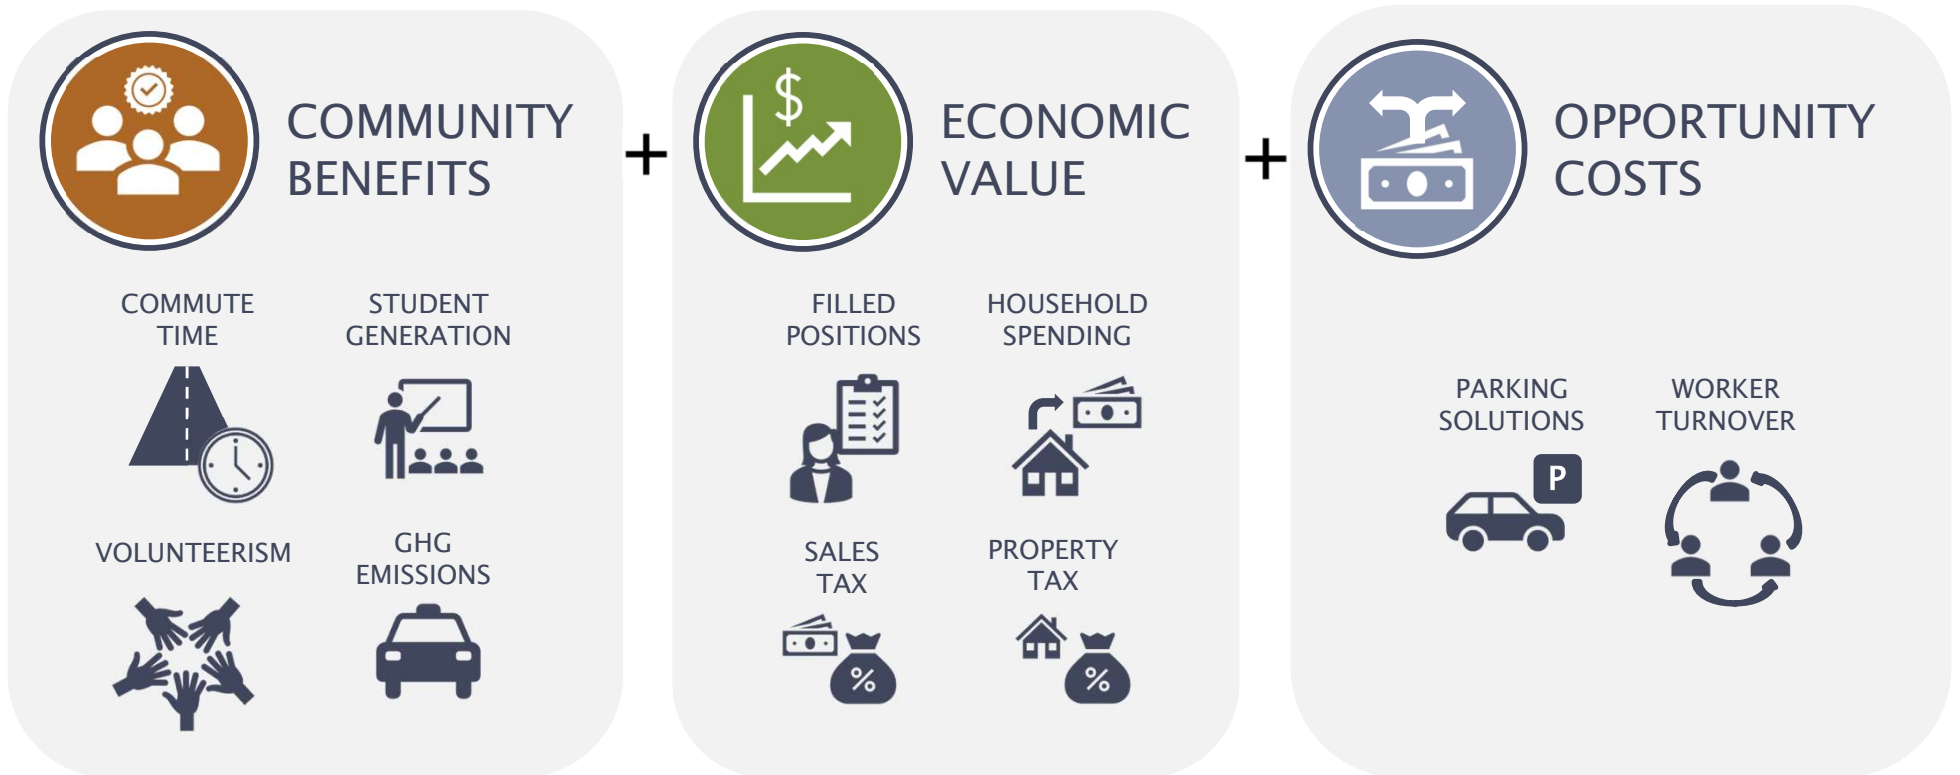 COMMUNITY
BENEFITS
COMMUTE
TIME
STUDENT
GENERATION
VOLUNTEERISM
GHG
EMISSIONS
+
$
ECONOMIC
VALUE
FILLED
POSITIONS
HOUSEHOLD
SPENDING
SALES
TAX
%
PROPERTY
TAX
%
+
OPPORTUNITY
COSTS
PARKING
SOLUTIONS
P
WORKER
TURNOVER